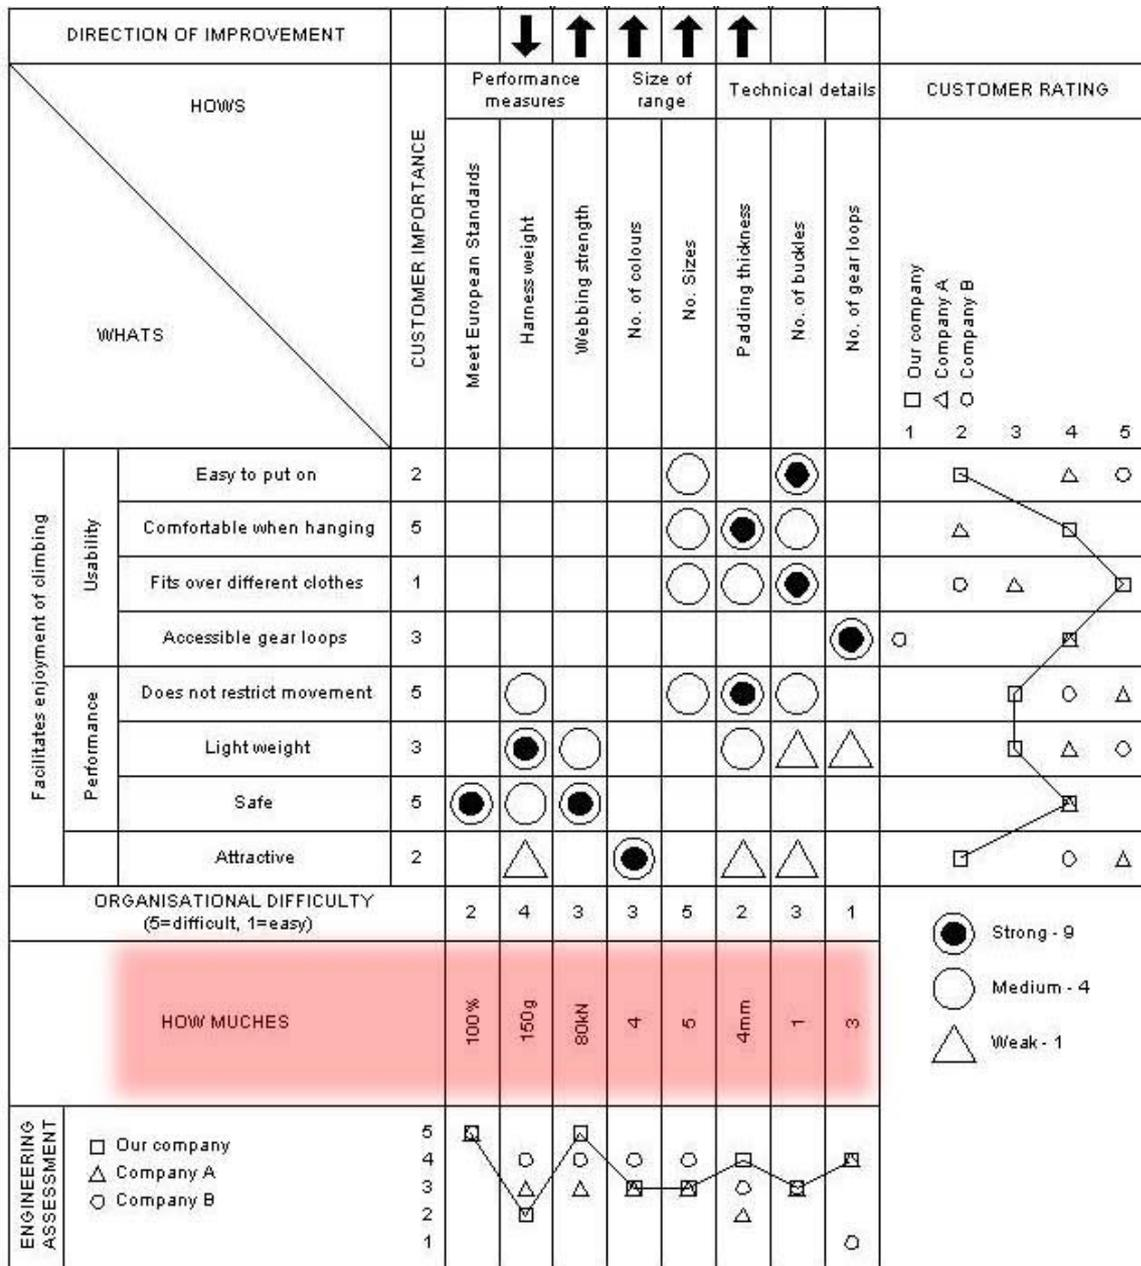 DIRECTION OF IMPROVEMENT
HOWS
WHATS
CUSTOMER IMPORTANCE
Performance
measures
Size of
range
Technical details
CUSTOMER RATING
Meet European Standards
Harness weight
Webbing strength
No. of colours
No. Sizes
Padding thickness
No. of buckles
No. of gear loops
Our company
Company A
Company B
1 2 3 4 5
Facilitates enjoyment of climbing
Usability
Easy to put on 2
Comfortable when hanging 5
Fits over different clothes 1
Accessible gear loops 3
Performance
Does not restrict movement 5
Light weight 3
Safe 5
Attractive 2
ORGANISATIONAL DIFFICULTY
(5=difficult, 1=easy)
2 4 3 3 5 2 3 1
Strong - 9
Medium - 4
Weak - 1
HOW MUCHES
100% 150g 80kN 4 5 4mm 1 3
ENGINEERING
ASSESSMENT
Our company
Company A
Company B
5
4
3
2
1